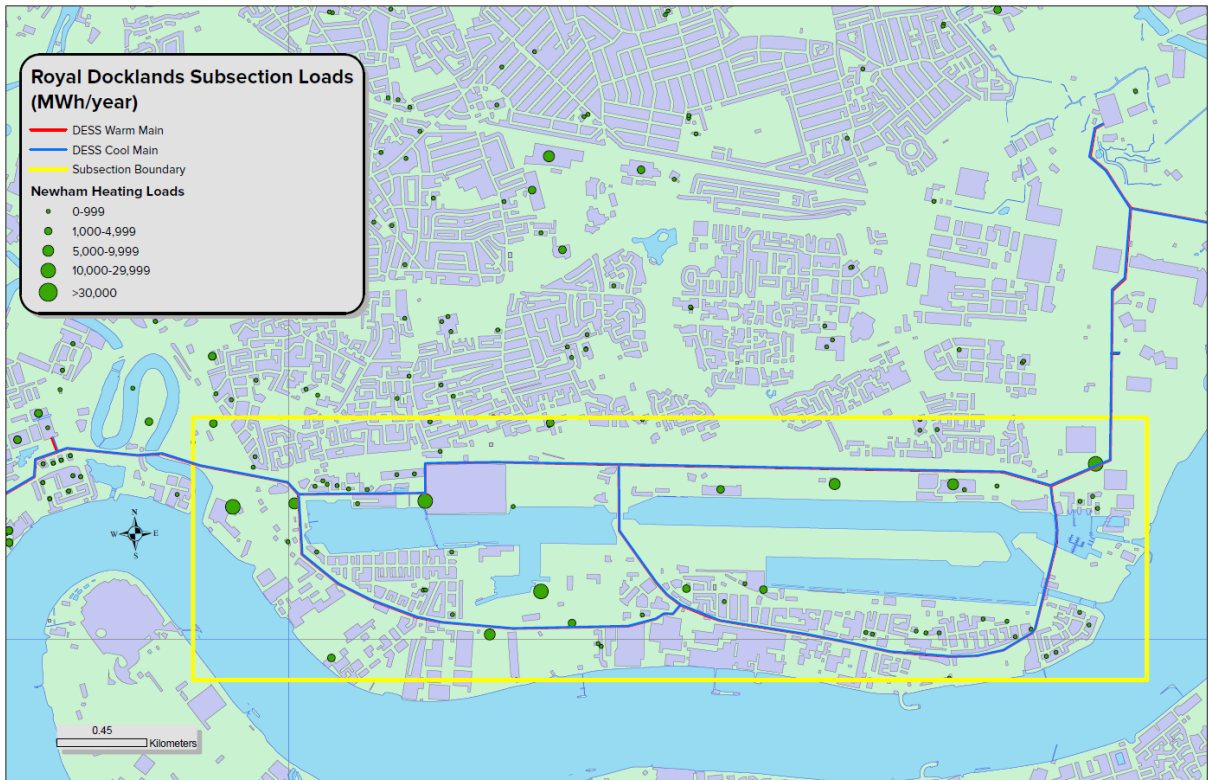 Royal Docklands Subsection Loads
(MWh/year)
DESS Warm Main
DESS Cool Main
Subsection Boundary
Newham Heating Loads
0-999
1,000-4,999
5,000-9,999
10,000-29,999
>30,000
N
W E
S
0.45
Kilometers